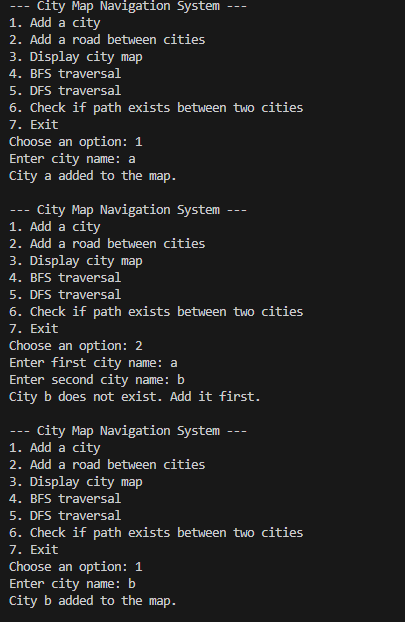 --- City Map Navigation System ---
1. Add a city
2. Add a road between cities
3. Display city map
4. BFS traversal
5. DFS traversal
6. Check if path exists between two cities
7. Exit
Choose an option: 1
Enter city name: a
City a added to the map.

--- City Map Navigation System ---
1. Add a city
2. Add a road between cities
3. Display city map
4. BFS traversal
5. DFS traversal
6. Check if path exists between two cities
7. Exit
Choose an option: 2
Enter first city name: a
Enter second city name: b
City b does not exist. Add it first.

--- City Map Navigation System ---
1. Add a city
2. Add a road between cities
3. Display city map
4. BFS traversal
5. DFS traversal
6. Check if path exists between two cities
7. Exit
Choose an option: 1
Enter city name: b
City b added to the map.